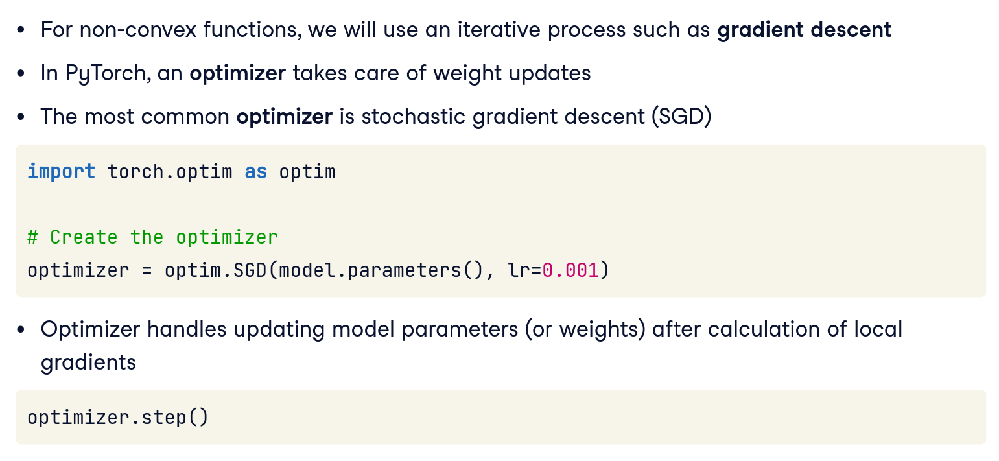 • For non-convex functions, we will use an iterative process such as gradient descent
• In PyTorch, an optimizer takes care of weight updates
• The most common optimizer is stochastic gradient descent (SGD)
import torch.optim as optim
# Create the optimizer
optimizer = optim.SGD(model.parameters(), lr=0.001)
• Optimizer handles updating model parameters (or weights) after calculation of local
gradients
optimizer.step()